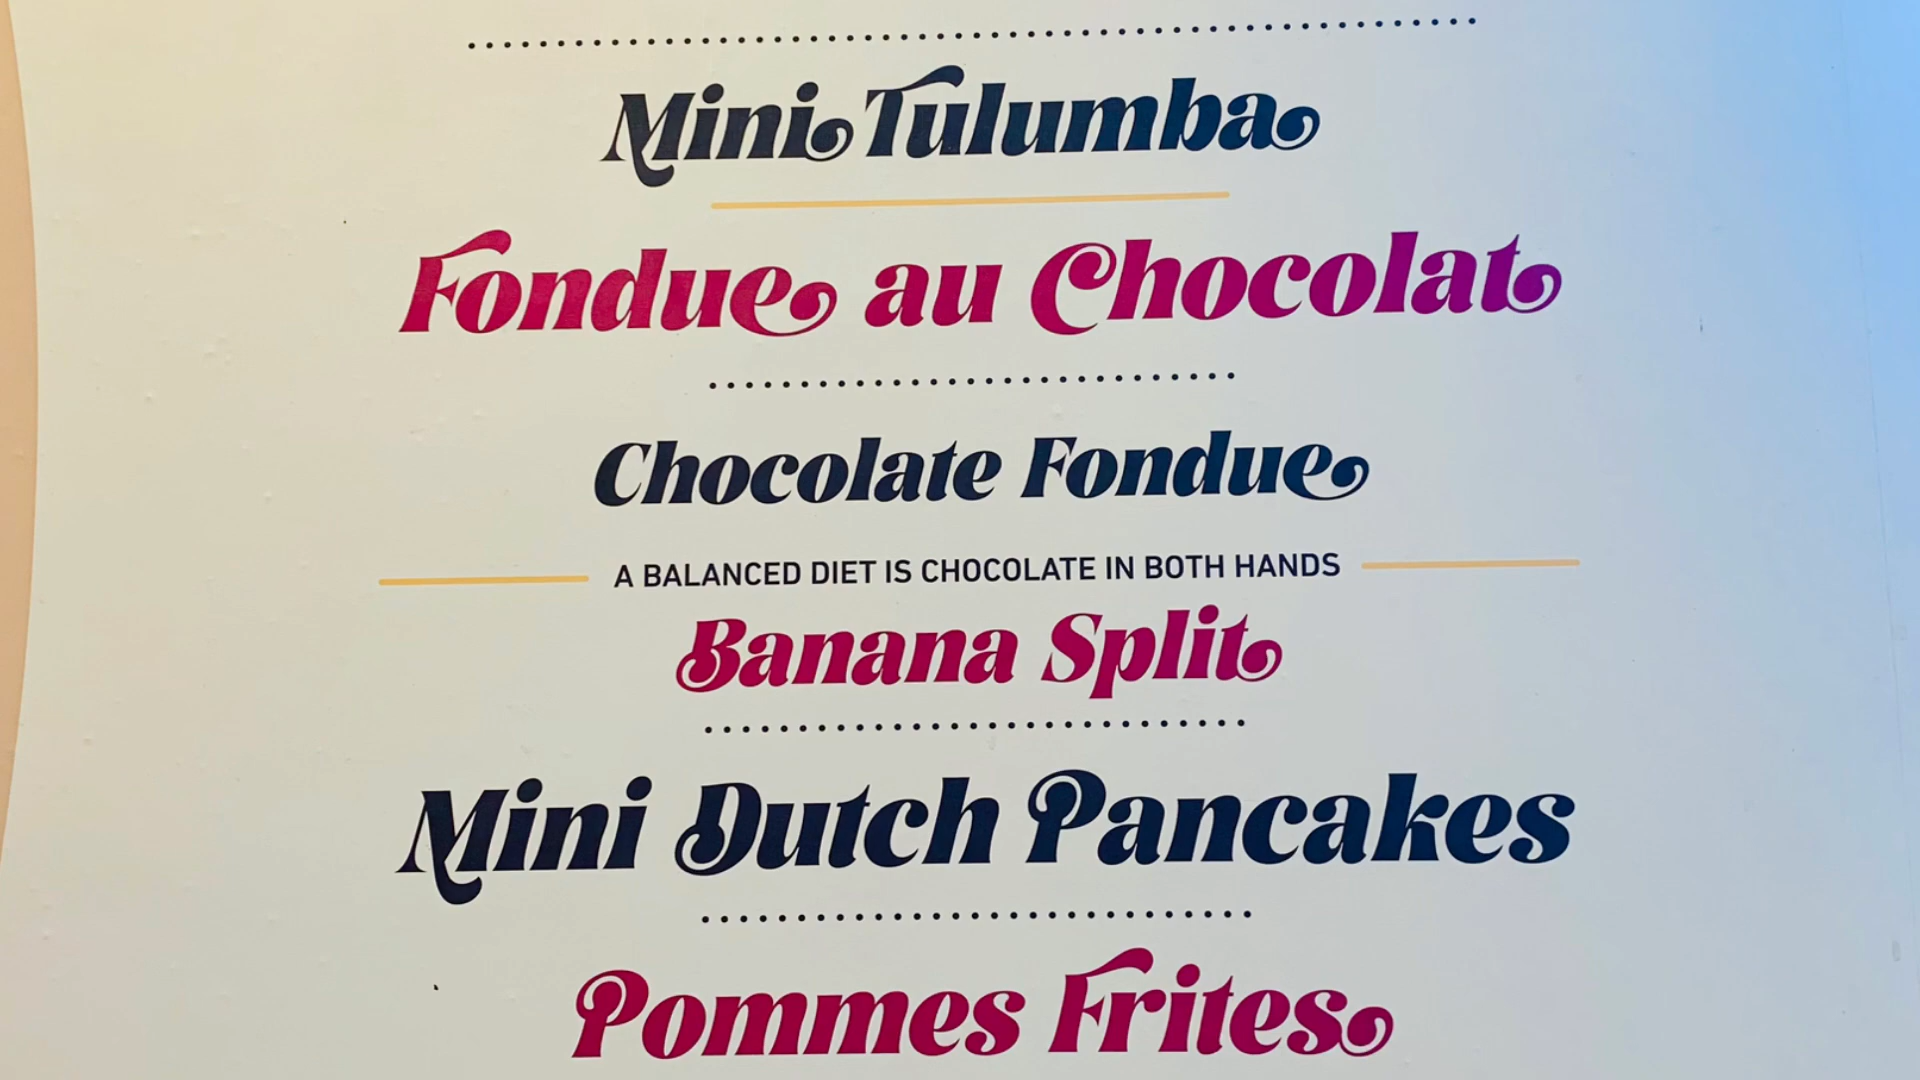 Mini Tulumba
Fondue au Chocolat
Chocolate Fondue
A BALANCED DIET IS CHOCOLATE IN BOTH HANDS
Banana Split
Mini Dutch Pancakes
Pommes Frites